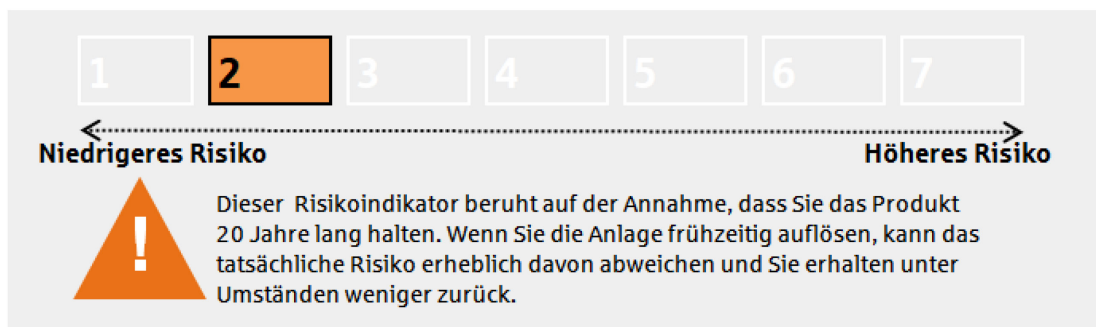 1 2 3 4 5 6 7
Niedrigeres Risiko Höheres Risiko
!
Dieser Risikoindikator beruht auf der Annahme, dass Sie das Produkt
20 Jahre lang halten. Wenn Sie die Anlage frühzeitig auflösen, kann das
tatsächliche Risiko erheblich davon abweichen und Sie erhalten unter
Umständen weniger zurück.